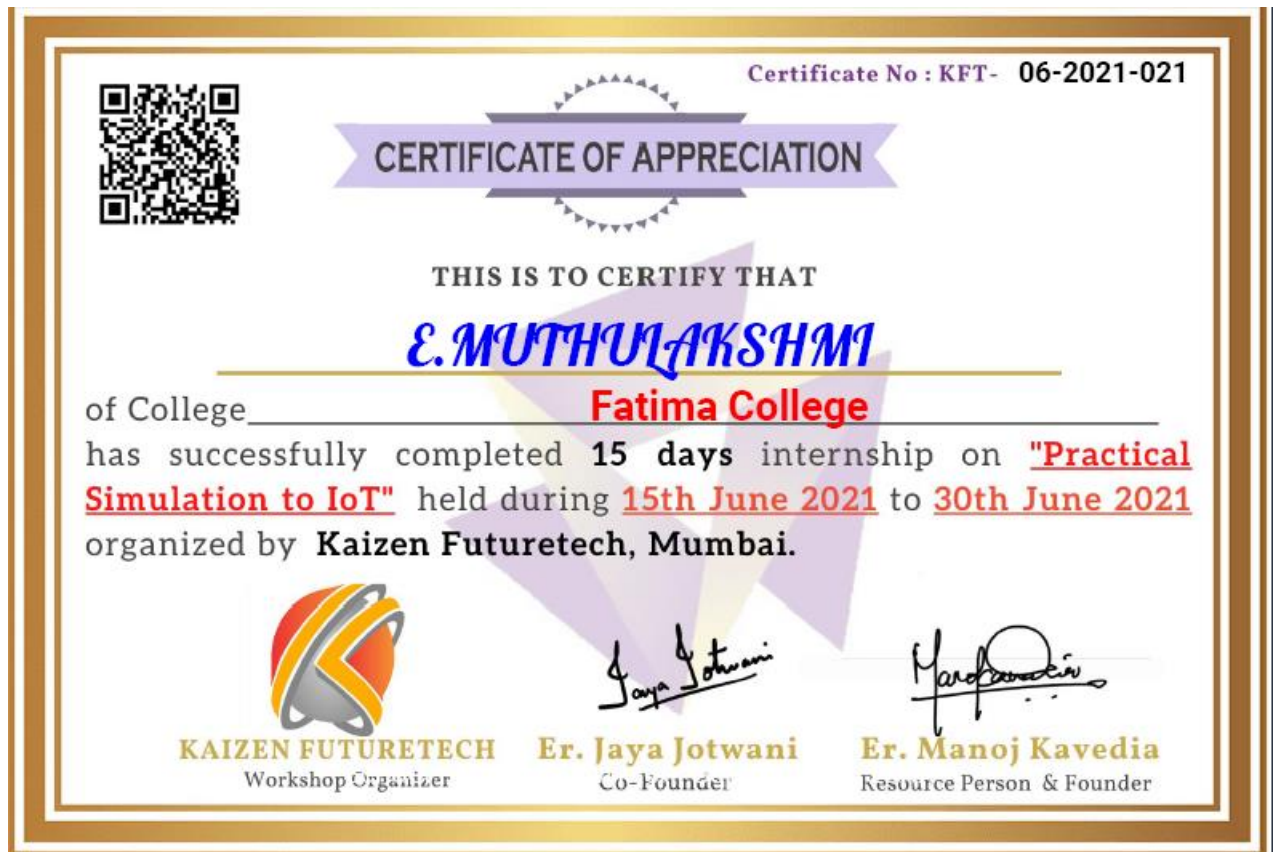 Certificate No : KFT- 06-2021-021
CERTIFICATE OF APPRECIATION
THIS IS TO CERTIFY THAT
E.MUTHULAKSHMI
of College Fatima College
has successfully completed 15 days internship on "Practical
Simulation to IoT" held during 15th June 2021 to 30th June 2021
organized by Kaizen Futuretech, Mumbai.
Jaya Jotwani
KAIZEN FUTURETECH Er. Jaya Jotwani Er. Manoj Kavedia
Workshop Organizer Co-Founder Resource Person & Founder